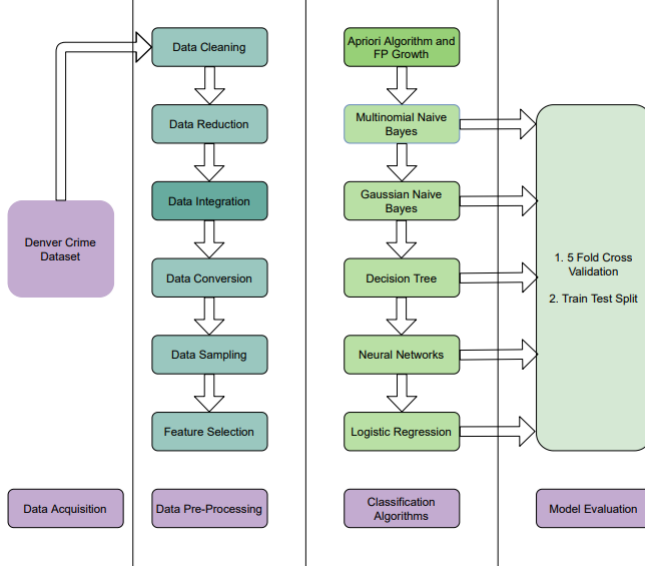 Denver Crime
Dataset
Data Acquisition
Data Cleaning
Data Reduction
Data Integration
Data Conversion
Data Sampling
Feature Selection
Data Pre-Processing
Apriori Algorithm and
FP Growth
Multinomial Naive
Bayes
Gaussian Naive
Bayes
Decision Tree
Neural Networks
Logistic Regression
Classification
Algorithms
1. 5 Fold Cross
Validation
2. Train Test Split
Model Evaluation